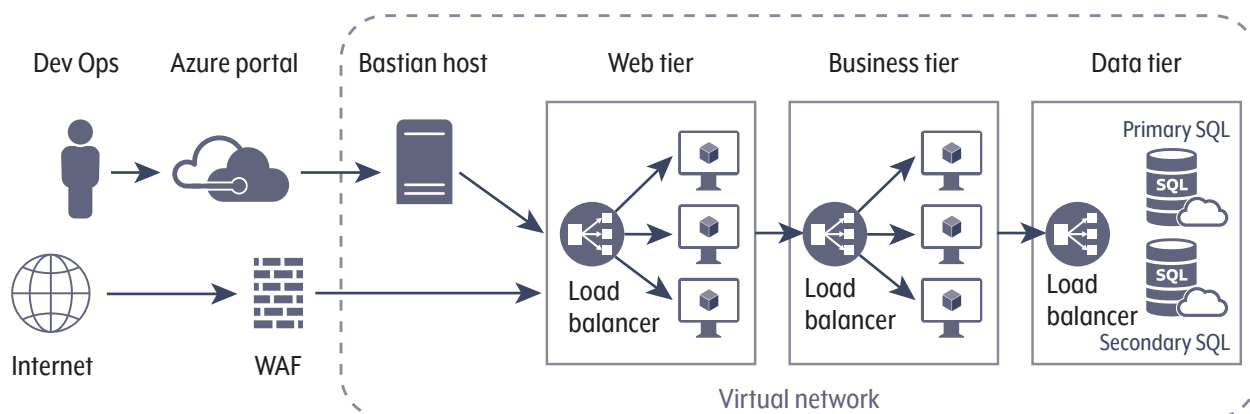 Dev Ops
Azure portal
Bastian host
Web tier
Business tier
Data tier
Primary SQL
SQL
SQL
Load
balancer
Load
balancer
Load
balancer
Secondary SQL
Internet
WAF
Virtual network